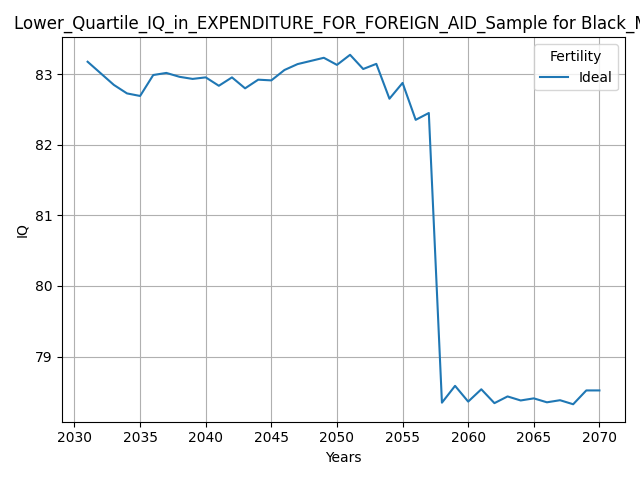 Lower_Quartile_IQ_in_EXPENDITURE_FOR_FOREIGN_AID_Sample for Black_M
Fertility
Ideal
IQ
83
82
81
80
79
2030 2035 2040 2045 2050 2055 2060 2065 2070
Years